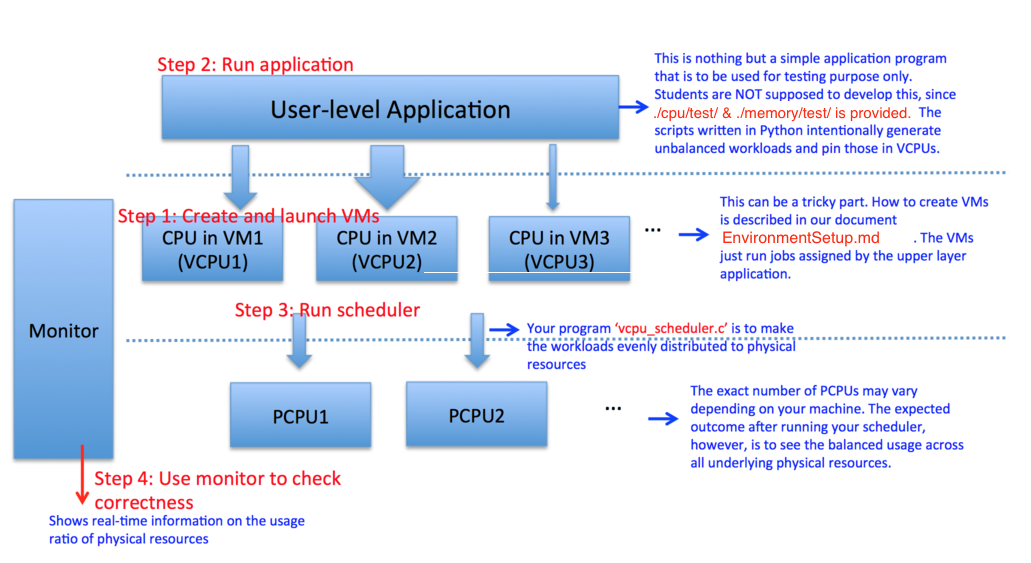 Step 2: Run application
User-level Application
This is nothing but a simple application program
that is to be used for testing purpose only.
Students are NOT supposed to develop this, since
./cpu/test/ & ./memory/test/ is provided. The
scripts written in Python intentionally generate
unbalanced workloads and pin those in VCPUs.
Step 1: Create and launch VMs
CPU in VM1
(VCPU1)
CPU in VM2
(VCPU2)
CPU in VM3
(VCPU3)
...
This can be a tricky part. How to create VMs
is described in our document
EnvironmentSetup.md . The VMs
just run jobs assigned by the upper layer
application.
Monitor
Step 3: Run scheduler
Your program ‘vcpu_scheduler.c’ is to make
the workloads evenly distributed to physical
resources
PCPU1
PCPU2
...
The exact number of PCPUs may vary
depending on your machine. The expected
outcome after running your scheduler,
however, is to see the balanced usage across
all underlying physical resources.
Step 4: Use monitor to check
correctness
Shows real-time information on the usage
ratio of physical resources